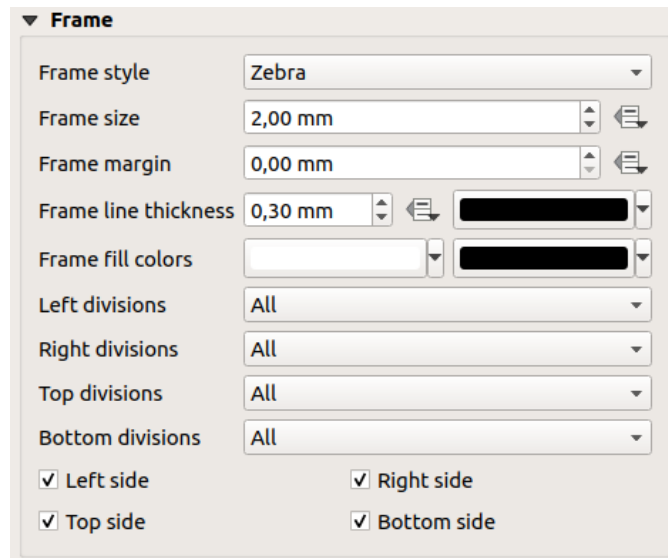 Frame
Frame style Zebra
Frame size 2,00 mm
Frame margin 0,00 mm
Frame line thickness 0,30 mm
Frame fill colors
Left divisions All
Right divisions All
Top divisions All
Bottom divisions All
Left side Right side
Top side Bottom side